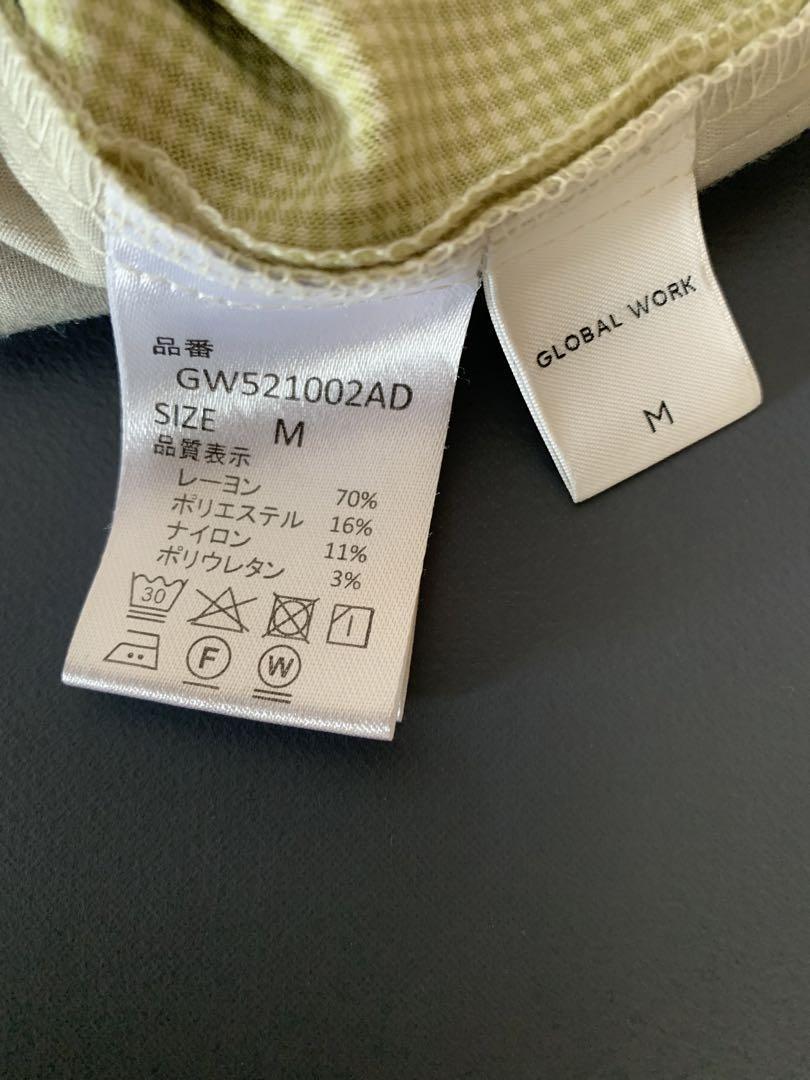 品番
GW521002AD
SIZE M
品質表示
レーヨン 70%
ポリエステル 16%
ナイロン 11%
ポリウレタン 3%
30
F W
GLOBAL WORK
M